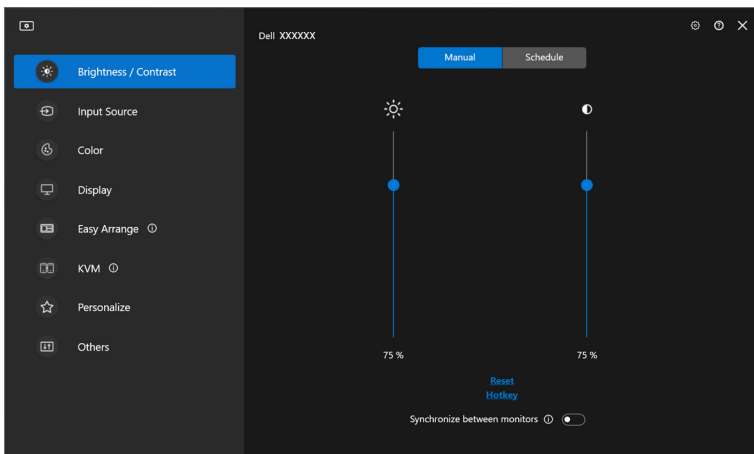 Dell XXXXXX
Manual
Schedule
Brightness / Contrast
Input Source
Color
Display
Easy Arrange
KVM
Personalize
Others
75 %
75 %
Reset
Hotkey
Synchronize between monitors